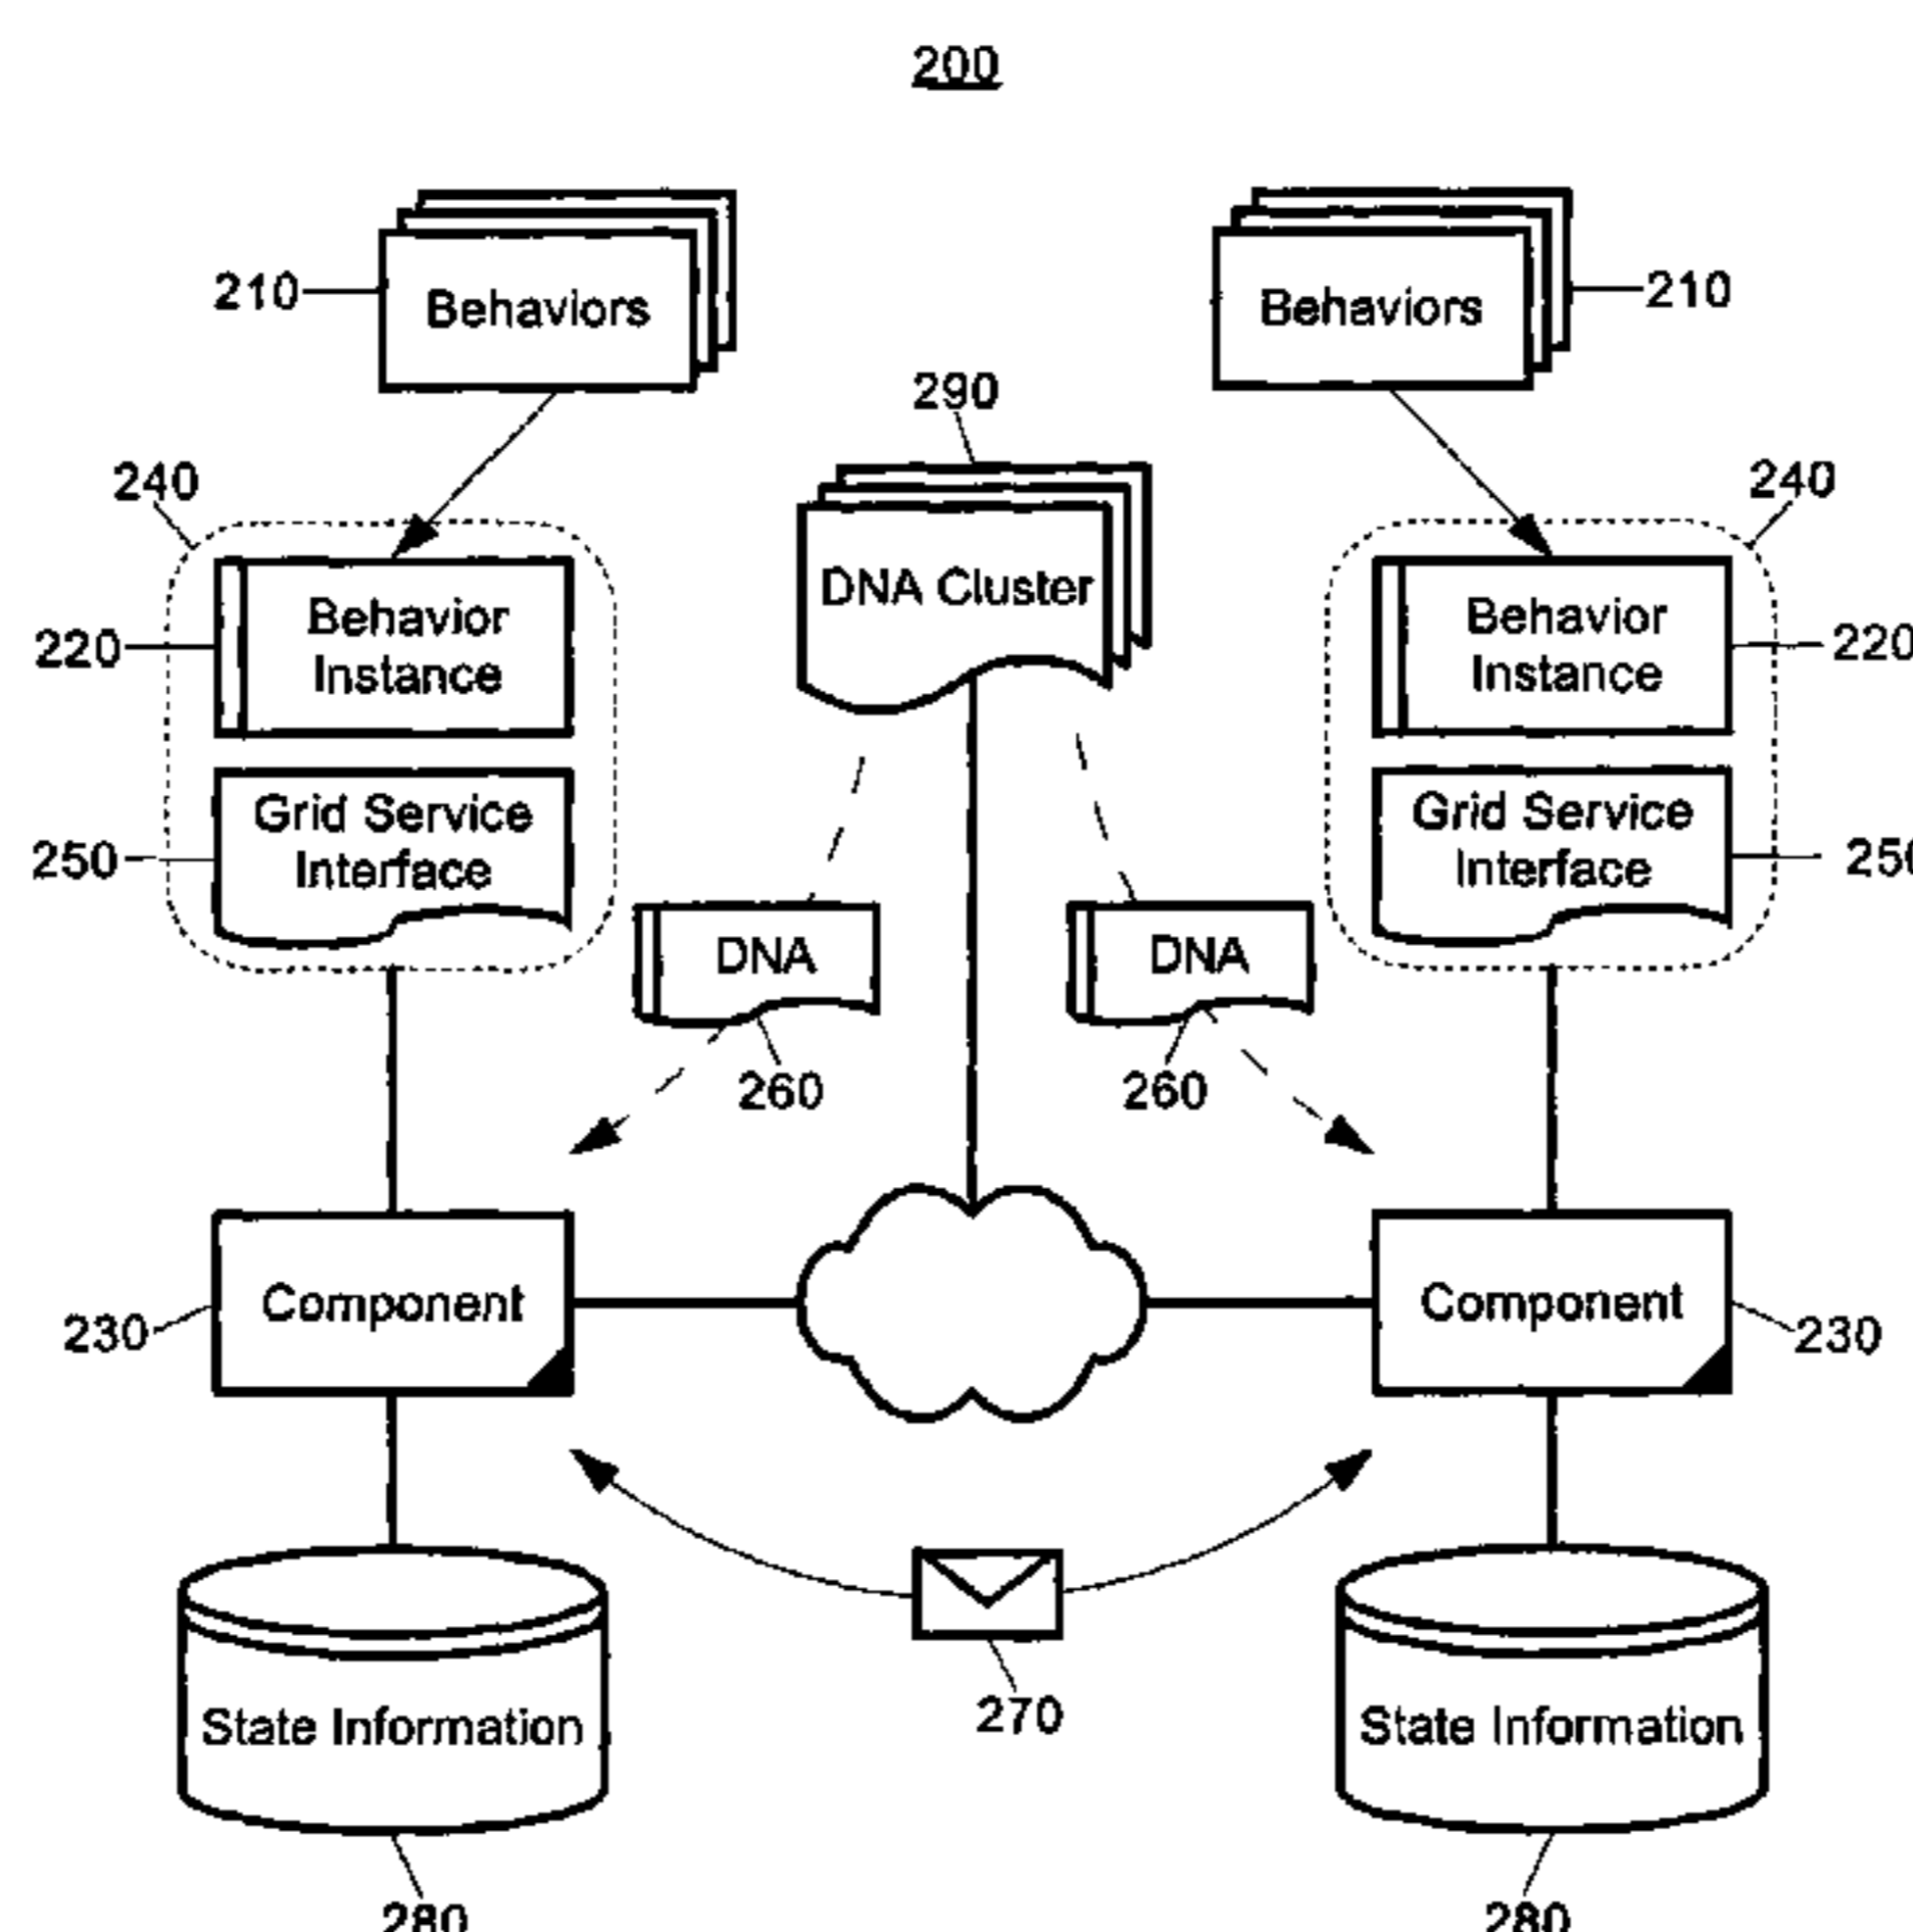 200
210
Behaviors
Behaviors
210
290
240
240
DNA Cluster
Behavior
Instance
220
Behavior
Instance
220
Grid Service
Interface
250
Grid Service
Interface
250
DNA
DNA
260
260
Component
230
Component
230
270
State Information
State Information
280
280